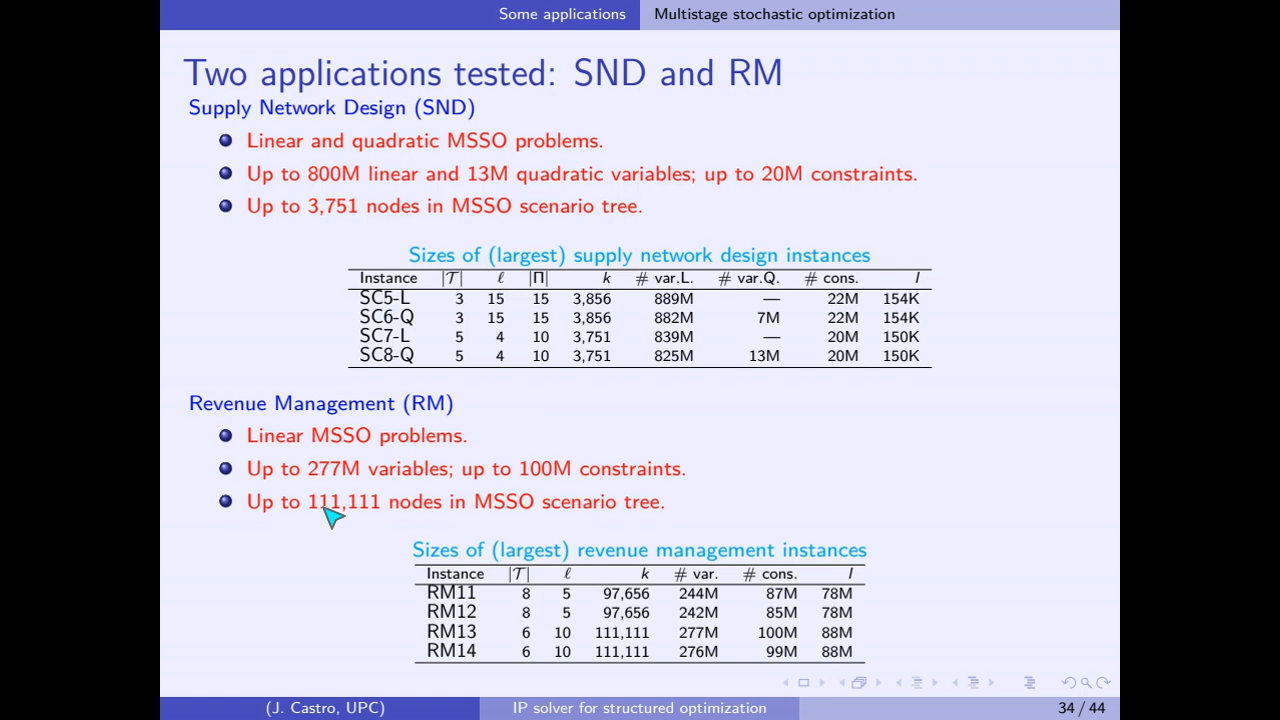 Some applications Multistage stochastic optimization
Two applications tested: SND and RM
Supply Network Design (SND)
Linear and quadratic MSSO problems.
Up to 800M linear and 13M quadratic variables; up to 20M constraints.
Up to 3,751 nodes in MSSO scenario tree.
Sizes of (largest) supply network design instances
Instance |𝒯| ℓ |Π| k # var.L. # var.Q. # cons. l
SC5-L 3 15 15 3,856 889M — 22M 154K
SC6-Q 3 15 15 3,856 882M 7M 22M 154K
SC7-L 5 4 10 3,751 839M — 20M 150K
SC8-Q 5 4 10 3,751 825M 13M 20M 150K
Revenue Management (RM)
Linear MSSO problems.
Up to 277M variables; up to 100M constraints.
Up to 111,111 nodes in MSSO scenario tree.
Sizes of (largest) revenue management instances
Instance |𝒯| ℓ k # var. # cons. l
RM11 8 5 97,656 244M 87M 78M
RM12 8 5 97,656 242M 85M 78M
RM13 6 10 111,111 277M 100M 88M
RM14 6 10 111,111 276M 99M 88M
(J. Castro, UPC) IP solver for structured optimization 34 / 44